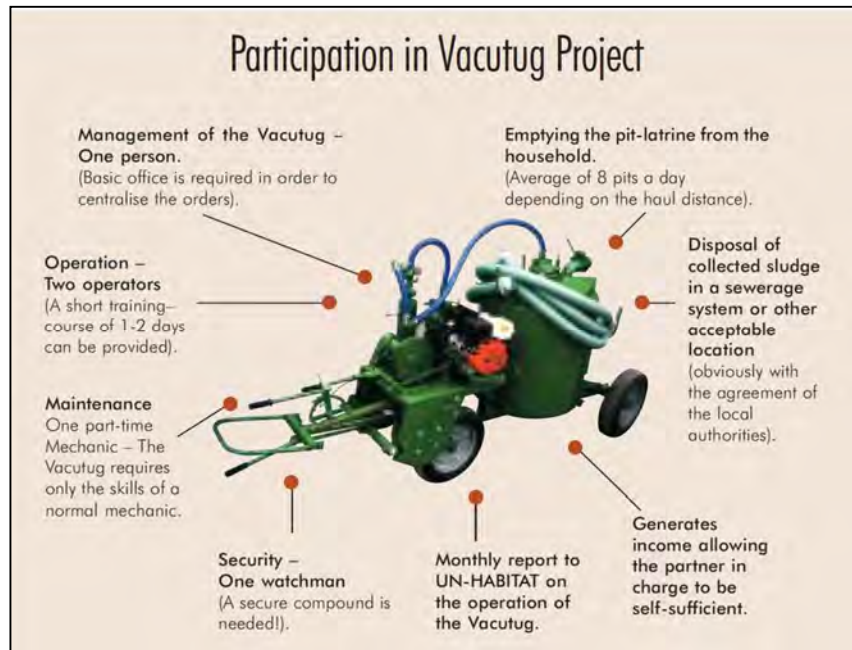 Participation in Vacutug Project
Management of the Vacutug –
One person.
(Basic office is required in order to
centralise the orders).
Emptying the pit-latrine from the
household.
(Average of 8 pits a day
depending on the haul distance).
Operation –
Two operators
(A short training–
course of 1-2 days
can be provided).
Disposal of
collected sludge
in a sewerage
system or other
acceptable
location
(obviously with
the agreement of
the local
authorities).
Maintenance
One part-time
Mechanic – The
Vacutug requires
only the skills of a
normal mechanic.
Security –
One watchman
(A secure compound is
needed!).
Monthly report to
UN-HABITAT on
the operation of
the Vacutug.
Generates
income allowing
the partner in
charge to be
self-sufficient.